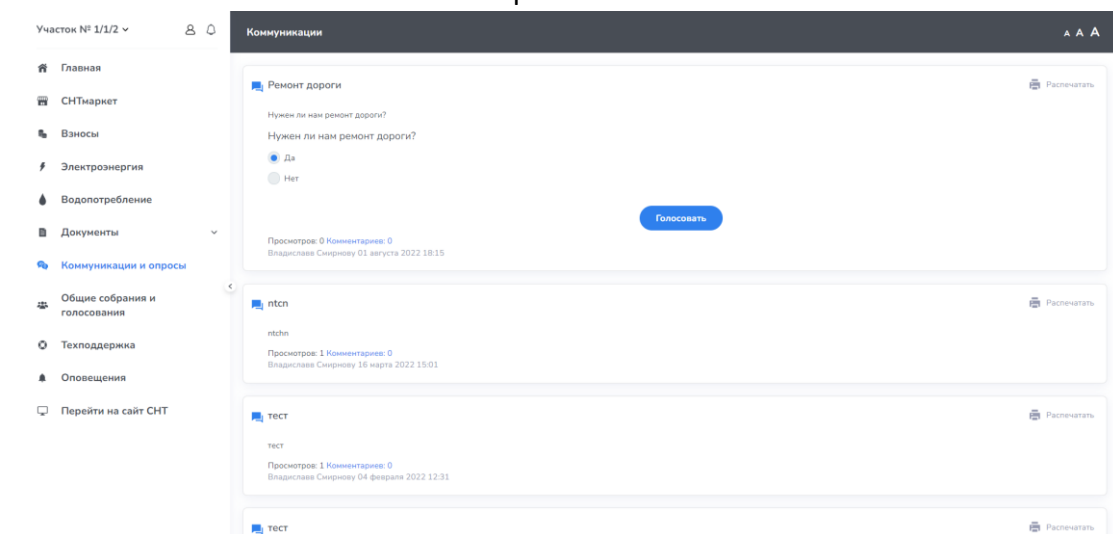 Участок № 1/1/2
Главная
СНТмаркет
Взносы
Электроэнергия
Водопотребление
Документы
Коммуникации и опросы
Общие собрания и
голосования
Техподдержка
Оповещения
Перейти на сайт СНТ
Коммуникации
A A A
Ремонт дороги
Распечатать
Нужен ли нам ремонт дороги?
Нужен ли нам ремонт дороги?
Да
Нет
Голосовать
Просмотров: 0 Комментариев: 0
Владиславв Смирнову 01 августа 2022 18:15
ntcn
Распечатать
ntchn
Просмотров: 1 Комментариев: 0
Владиславв Смирнову 16 марта 2022 15:01
тест
Распечатать
тест
Просмотров: 1 Комментариев: 0
Владиславв Смирнову 04 февраля 2022 12:31
тест
Распечатать